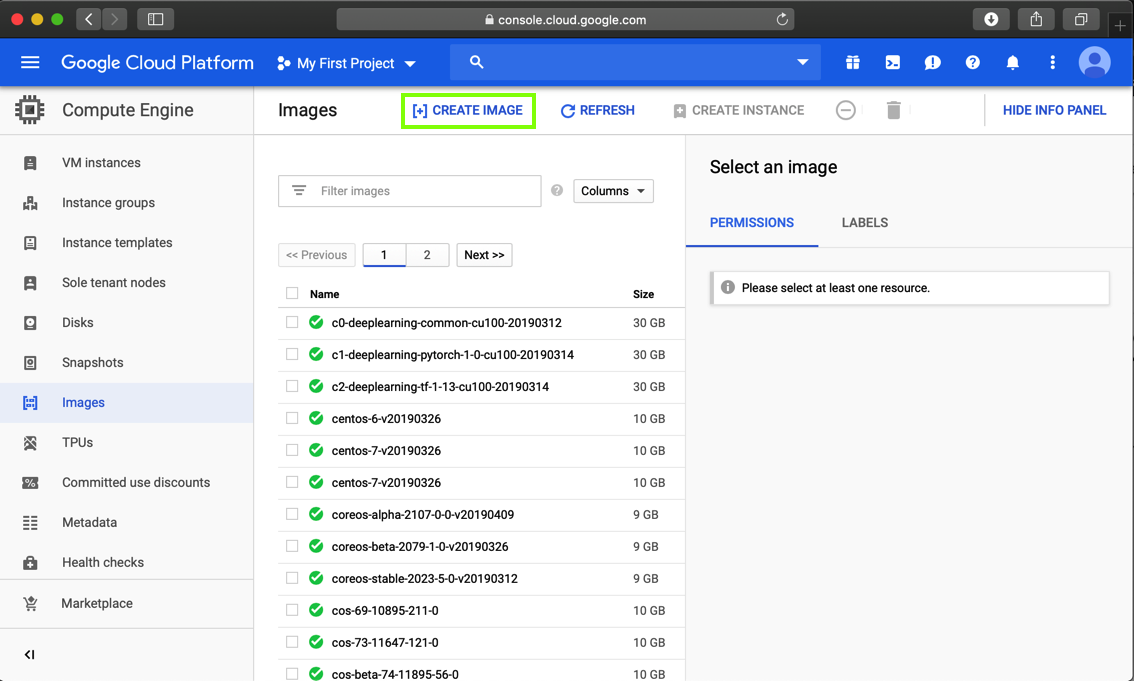 console.cloud.google.com
Google Cloud Platform
My First Project
Compute Engine
VM instances
Instance groups
Instance templates
Sole tenant nodes
Disks
Snapshots
Images
TPUs
Committed use discounts
Metadata
Health checks
Marketplace
Images
CREATE IMAGE
REFRESH
CREATE INSTANCE
HIDE INFO PANEL
Filter images
Columns
<< Previous
1
2
Next >>
Name Size
c0-deeplearning-common-cu100-20190312 30 GB
c1-deeplearning-pytorch-1-0-cu100-20190314 30 GB
c2-deeplearning-tf-1-13-cu100-20190314 30 GB
centos-6-v20190326 10 GB
centos-7-v20190326 10 GB
centos-7-v20190326 10 GB
coreos-alpha-2107-0-0-v20190409 9 GB
coreos-beta-2079-1-0-v20190326 9 GB
coreos-stable-2023-5-0-v20190312 9 GB
cos-69-10895-211-0 10 GB
cos-73-11647-121-0 10 GB
cos-beta-74-11895-56-0 10 GB
Select an image
PERMISSIONS
LABELS
Please select at least one resource.